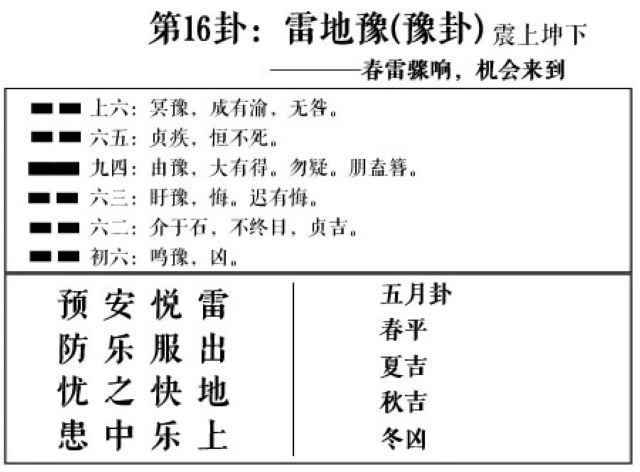 第16卦：雷地豫(豫卦) 震上坤下
————春雷骤响，机会来到
上六：冥豫，成有渝，无咎。
六五：贞疾，恒不死。
九四：由豫，大有得。勿疑。朋盍簪。
六三：盱豫，悔。迟有悔。
六二：介于石，不终日，贞吉。
初六：鸣豫，凶。
雷出地上
悦服快乐
安乐之中
预防忧患
五月卦
春平
夏吉
秋吉
冬凶